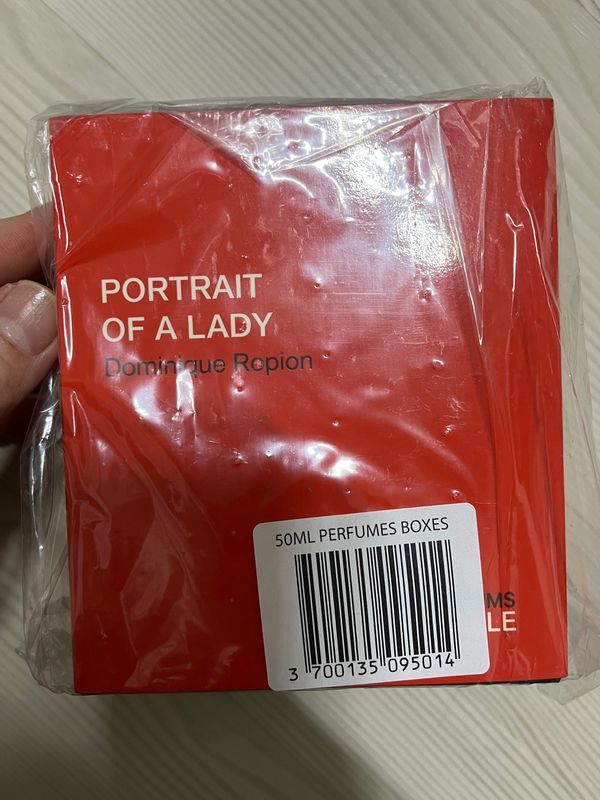 PORTRAIT
OF A LADY
Dominique Ropion
50ML PERFUMES BOXES
MS
LE
3 700135 095014